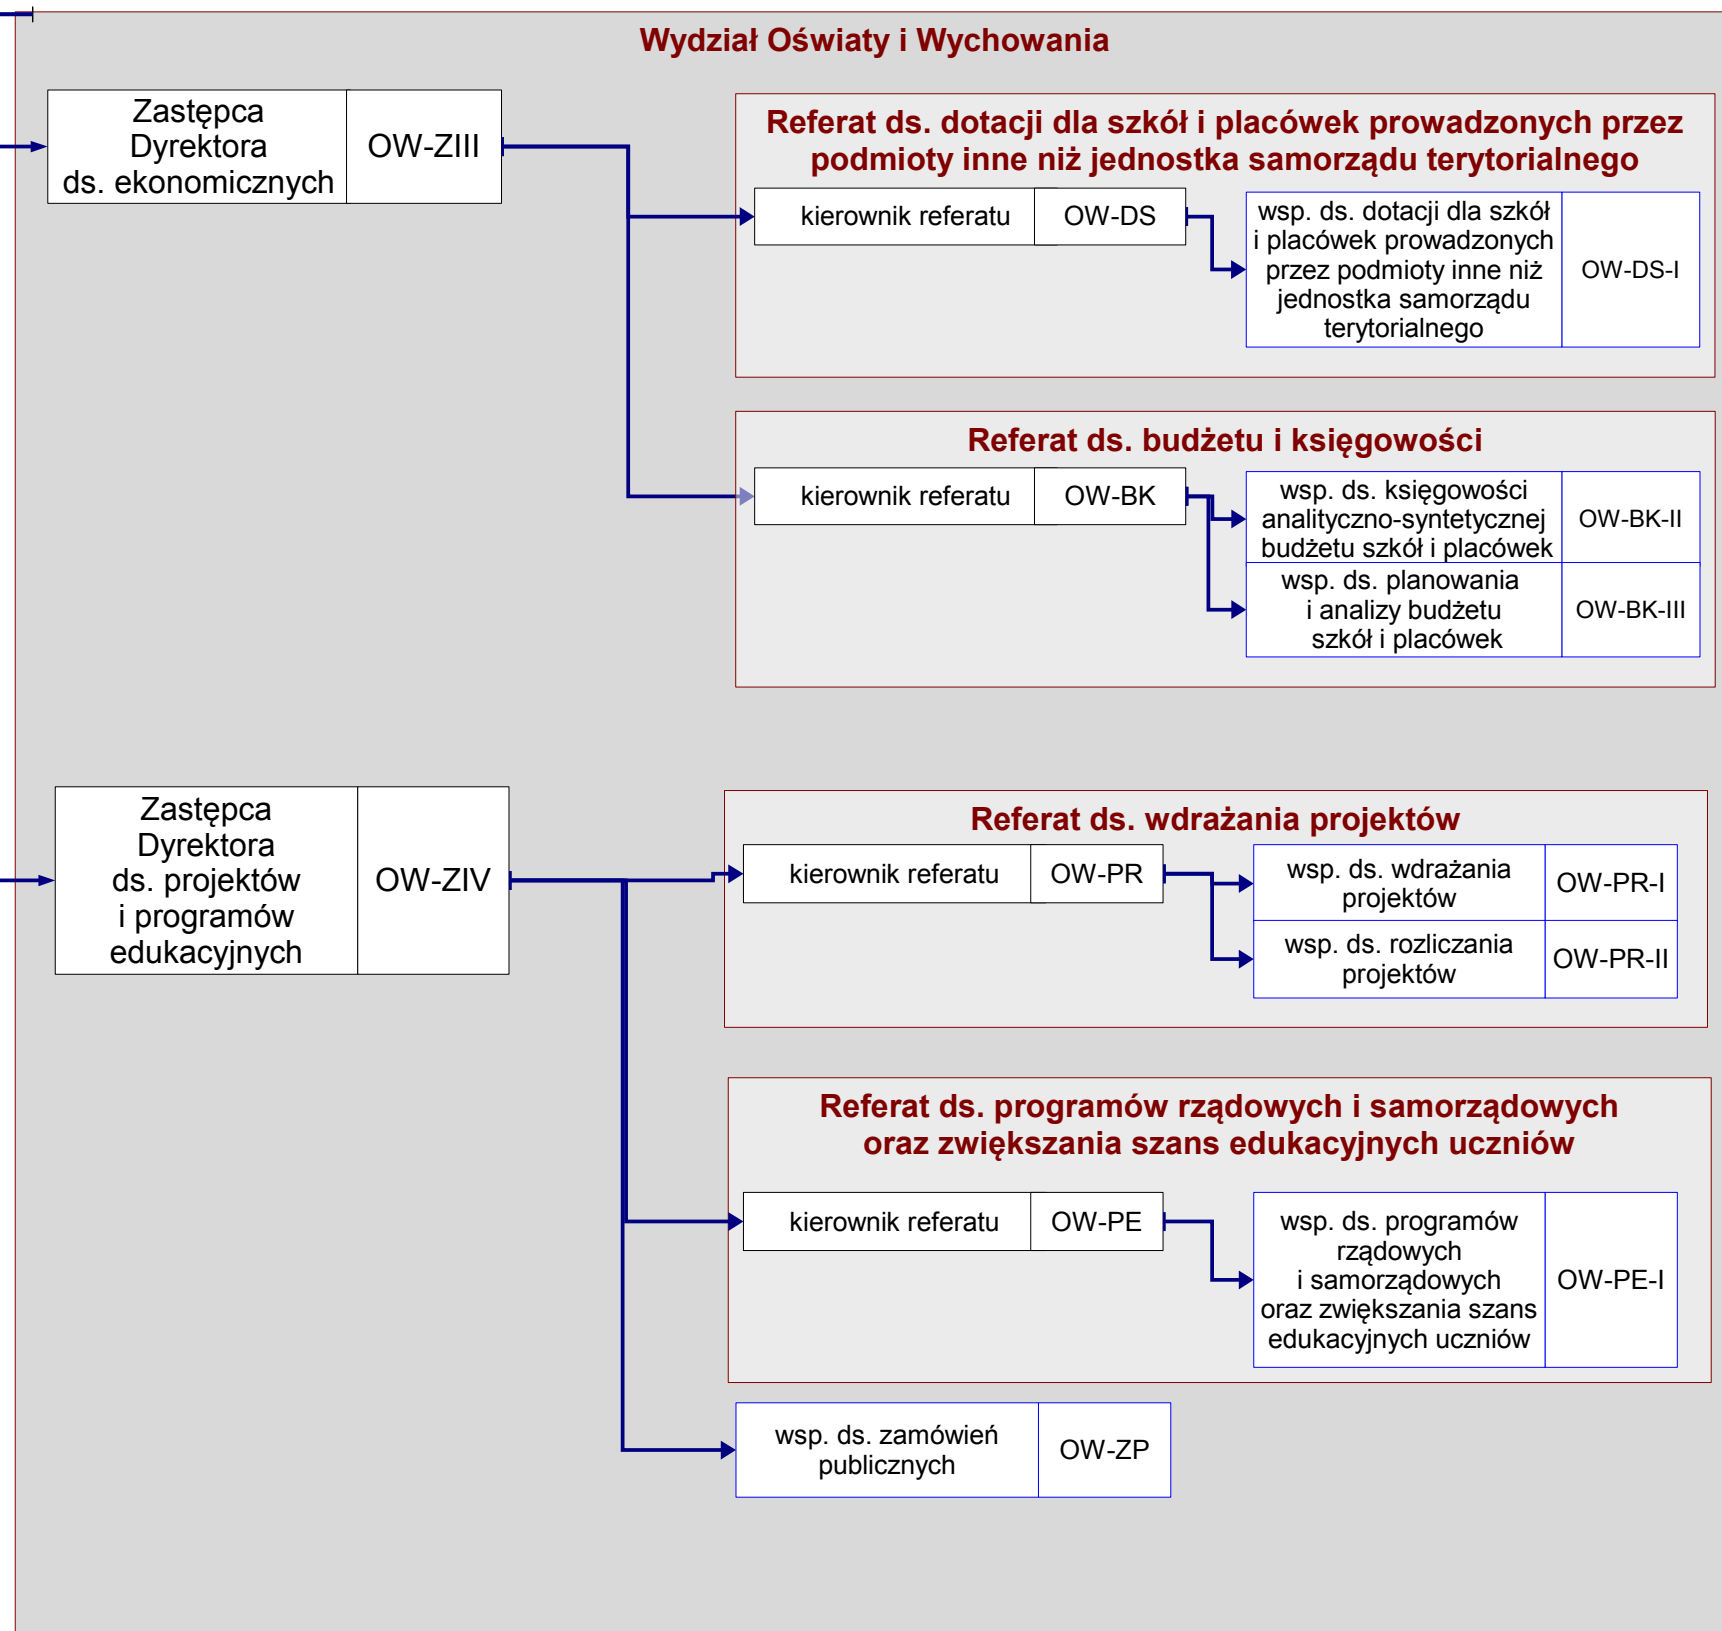 Wydział Oświaty i Wychowania
Zastępca
Dyrektora
ds. ekonomicznych
OW-ZIII
Referat ds. dotacji dla szkół i placówek prowadzonych przez
podmioty inne niż jednostka samorządu terytorialnego
kierownik referatu
OW-DS
wsp. ds. dotacji dla szkół
i placówek prowadzonych
przez podmioty inne niż
jednostka samorządu
terytorialnego
OW-DS-I
Referat ds. budżetu i księgowości
kierownik referatu
OW-BK
wsp. ds. księgowości
analityczno-syntetycznej
budżetu szkół i placówek
OW-BK-II
wsp. ds. planowania
i analizy budżetu
szkół i placówek
OW-BK-III
Zastępca
Dyrektora
ds. projektów
i programów
edukacyjnych
OW-ZIV
Referat ds. wdrażania projektów
kierownik referatu
OW-PR
wsp. ds. wdrażania
projektów
OW-PR-I
wsp. ds. rozliczania
projektów
OW-PR-II
Referat ds. programów rządowych i samorządowych
oraz zwiększania szans edukacyjnych uczniów
kierownik referatu
OW-PE
wsp. ds. programów
rządowych
i samorządowych
oraz zwiększania szans
edukacyjnych uczniów
OW-PE-I
wsp. ds. zamówień
publicznych
OW-ZP